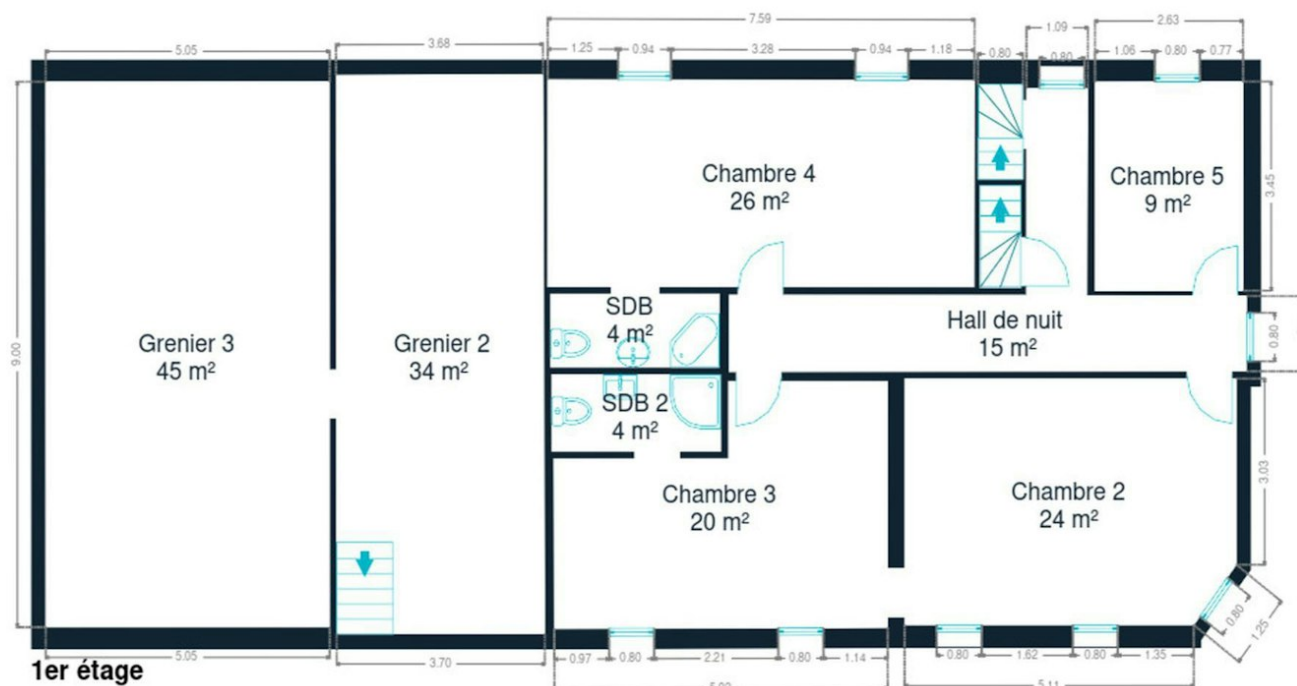 7.59
1.09
2.63
5.05
3.68
1.25
0.94
3.28
0.94
1.18
0.80
0.80
1.06
0.80
0.77
Chambre 4
26 m²
Chambre 5
9 m²
3.45
9.00
Grenier 3
45 m²
Grenier 2
34 m²
SDB
4 m²
Hall de nuit
15 m²
0.80
SDB 2
4 m²
Chambre 3
20 m²
Chambre 2
24 m²
3.03
0.80
1.25
5.05
3.70
0.97
0.80
2.21
0.80
1.14
0.80
1.62
0.80
1.35
5.11
1er étage